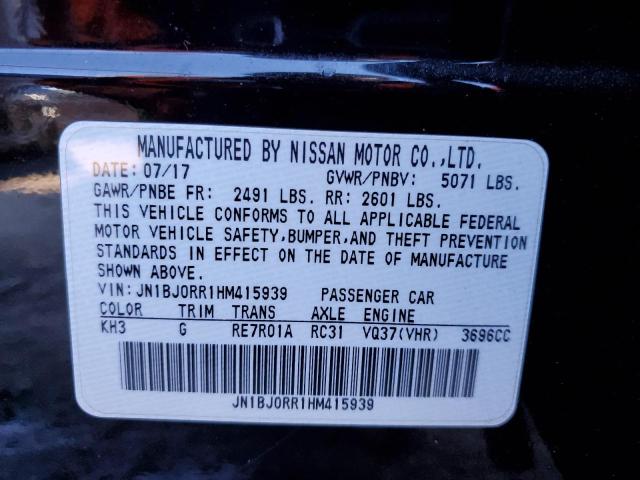 MANUFACTURED BY NISSAN MOTOR CO.,LTD.
DATE: 07/17 GVWR/PNBV: 5071 LBS.
GAWR/PNBE FR: 2491 LBS. RR: 2601 LBS.
THIS VEHICLE CONFORMS TO ALL APPLICABLE FEDERAL
MOTOR VEHICLE SAFETY,BUMPER,AND THEFT PREVENTION
STANDARDS IN EFFECT ON THE DATE OF MANUFACTURE
SHOWN ABOVE.
VIN: JN1BJ0RR1HM415939 PASSENGER CAR
COLOR TRIM TRANS AXLE ENGINE
KH3 G RE7R01A RC31 VQ37(VHR) 3696CC
JN1BJ0RR1HM415939